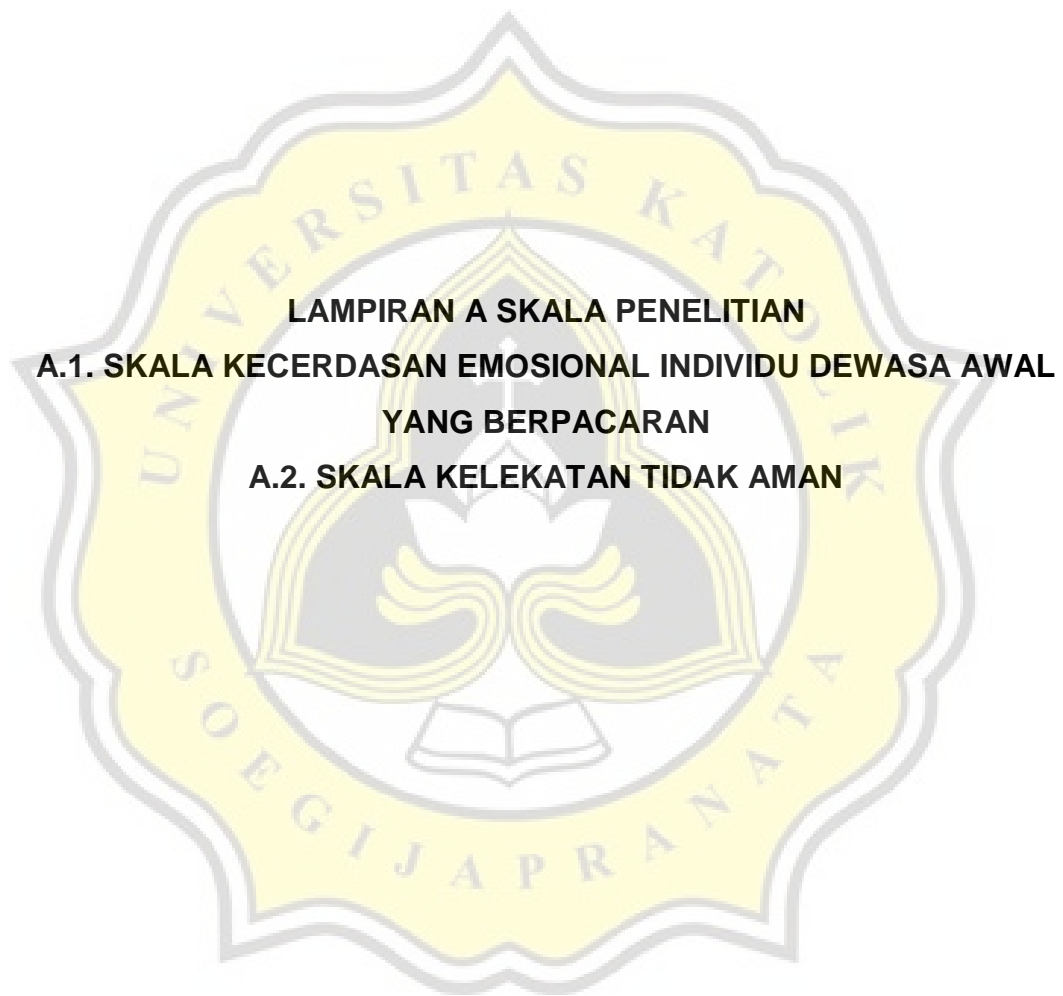 UNIVERSITAS KATOLIK
LAMPIRAN A SKALA PENELITIAN
A.1. SKALA KECERDASAN EMOSIONAL INDIVIDU DEWASA AWAL
YANG BERPACARAN
A.2. SKALA KELEKATAN TIDAK AMAN
SOEGIJAPRANATA